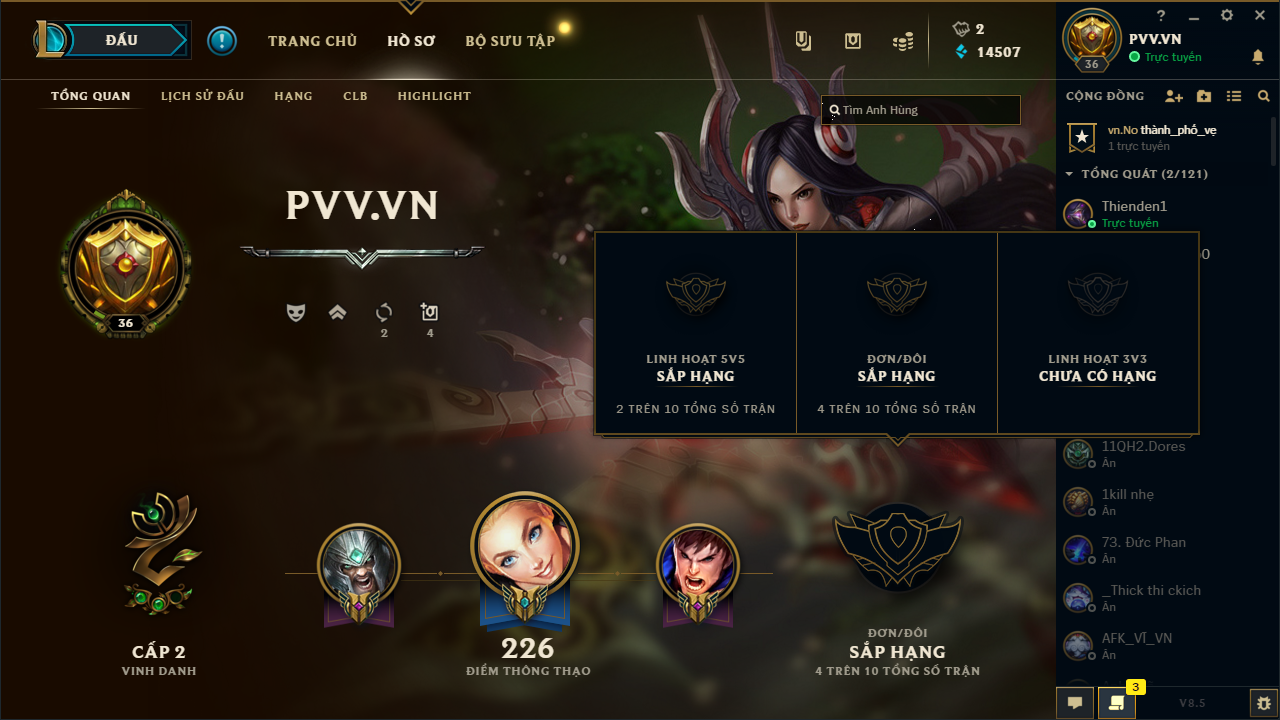 ĐẤU
TRANG CHỦ
HỒ SƠ
BỘ SƯU TẬP
2
14507
36
PVV.VN
Trực tuyến
TỔNG QUAN
LỊCH SỬ ĐẤU
HẠNG
CLB
HIGHLIGHT
Tìm Anh Hùng
CỘNG ĐỒNG
vn.No thành_phố_vẹ
1 trực tuyến
TỔNG QUÁT (2/121)
Thienden1
Trực tuyến
0
PVV.VN
36
2
4
LINH HOẠT 5V5
SẮP HẠNG
2 TRÊN 10 TỔNG SỐ TRẬN
ĐƠN/ĐÔI
SẮP HẠNG
4 TRÊN 10 TỔNG SỐ TRẬN
LINH HOẠT 3V3
CHƯA CÓ HẠNG
11QH2.Dores
Ẩn
1kill nhẹ
Ẩn
73. Đức Phan
Ẩn
_Thick thi ckich
Ẩn
AFK_VĨ_VN
Ẩn
CẤP 2
VINH DANH
226
ĐIỂM THÔNG THẠO
ĐƠN/ĐÔI
SẮP HẠNG
4 TRÊN 10 TỔNG SỐ TRẬN
3
V8.5